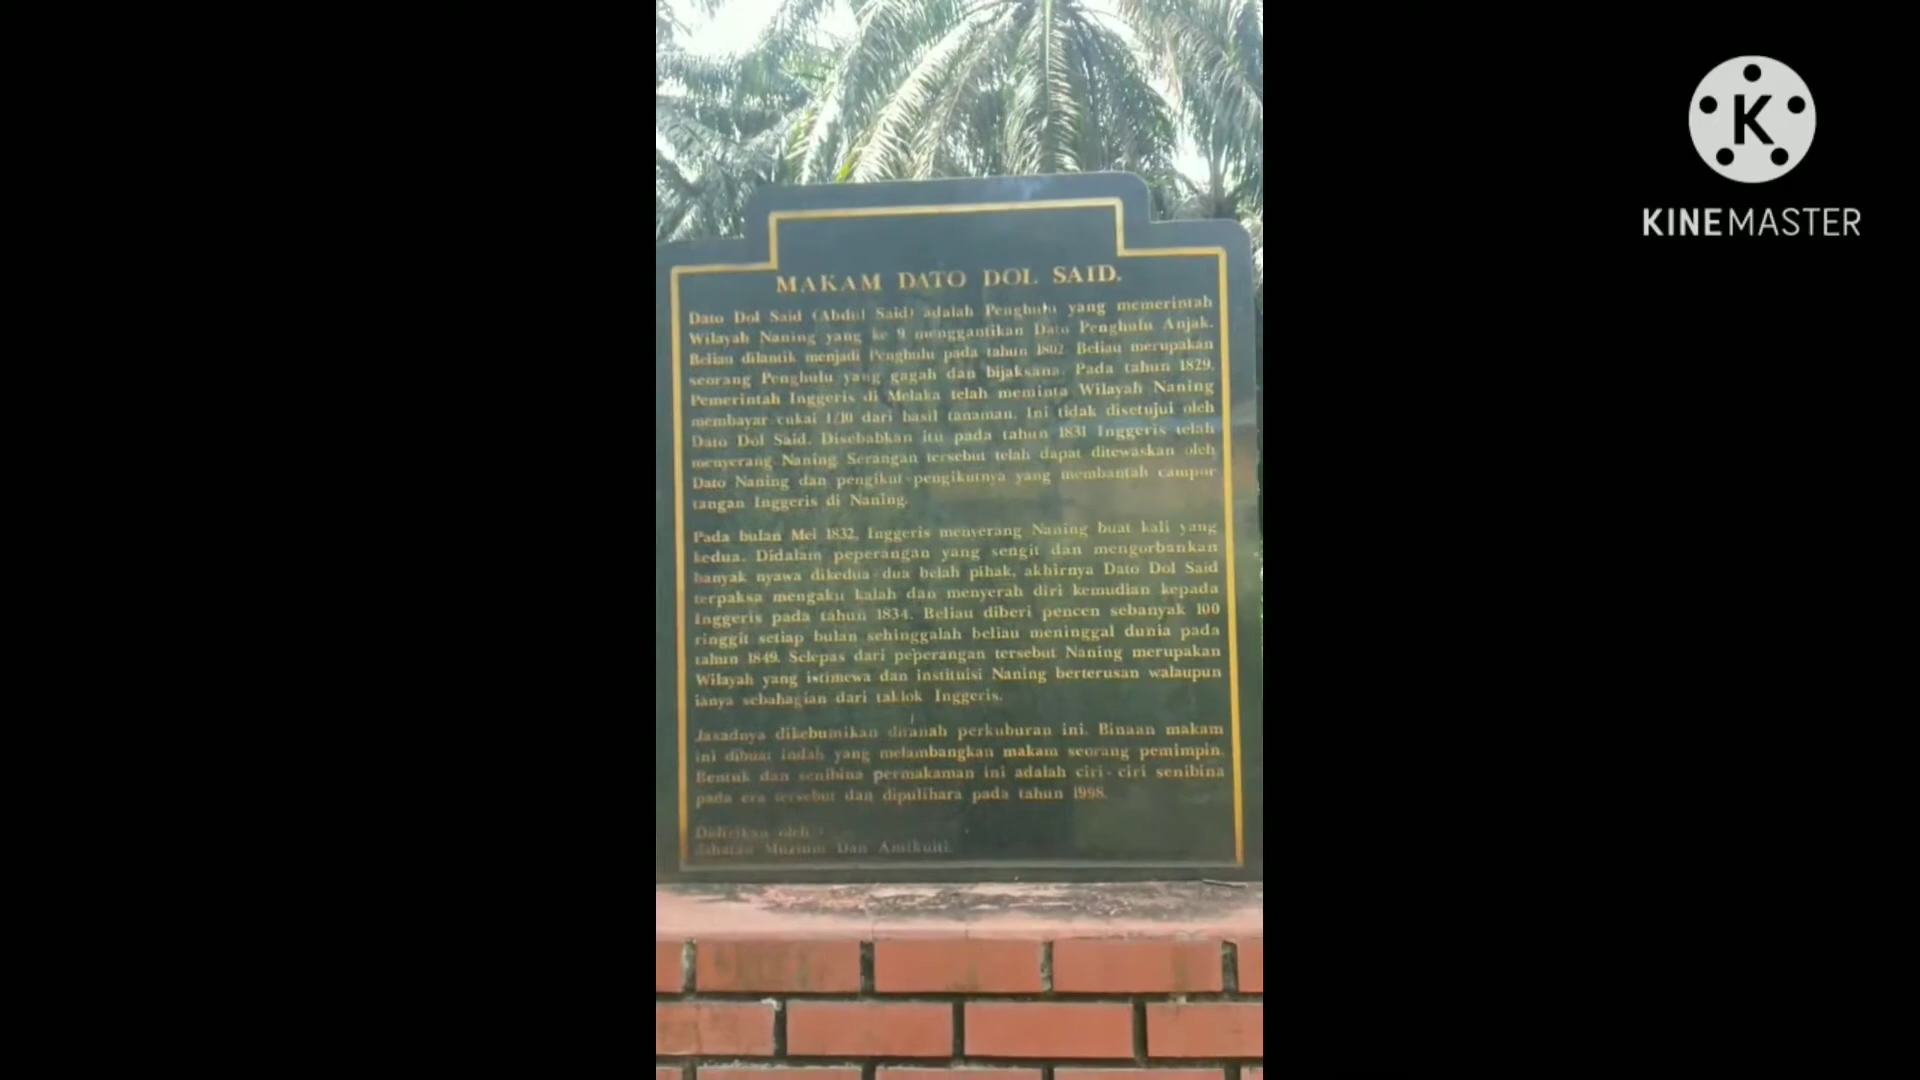 MAKAM DATO DOL SAID.
Dato Dol Said (Abdul Said) adalah Penghulu yang memerintah
Wilayah Naning yang ke 9 menggantikan Dato Penghulu Anjak.
Beliau dilantik menjadi Penghulu pada tahun 1802. Beliau merupakan
seorang Penghulu yang gagah dan bijaksana. Pada tahun 1829,
Pemerintah Inggeris di Melaka telah meminta Wilayah Naning
membayar cukai 1/10 dari hasil tanaman. Ini tidak disetujui oleh
Dato Dol Said. Disebabkan itu pada tahun 1831 Inggeris telah
menyerang Naning. Serangan tersebut telah dapat ditewaskan oleh
Dato Naning dan pengikut-pengikutnya yang membantah campur
tangan Inggeris di Naning.
Pada bulan Mei 1832, Inggeris menyerang Naning buat kali yang
kedua. Didalam peperangan yang sengit dan mengorbankan
banyak nyawa dikedua-dua belah pihak, akhirnya Dato Dol Said
terpaksa mengaku kalah dan menyerah diri kemudian kepada
Inggeris pada tahun 1834. Beliau diberi pencen sebanyak 100
ringgit setiap bulan sehinggalah beliau meninggal dunia pada
tahun 1849. Selepas dari peperangan tersebut Naning merupakan
Wilayah yang istimewa dan instituisi Naning berterusan walaupun
ianya sebahagian dari taklok Inggeris.
Jasadnya dikebumikan ditanah perkuburan ini. Binaan makam
ini dibuat indah yang melambangkan makam seorang pemimpin.
Bentuk dan senibina permakaman ini adalah ciri-ciri senibina
pada era tersebut dan dipulihara pada tahun 1998.
Didirikan oleh :
Jabatan Muzium Dan Antikuiti.
KINEMASTER